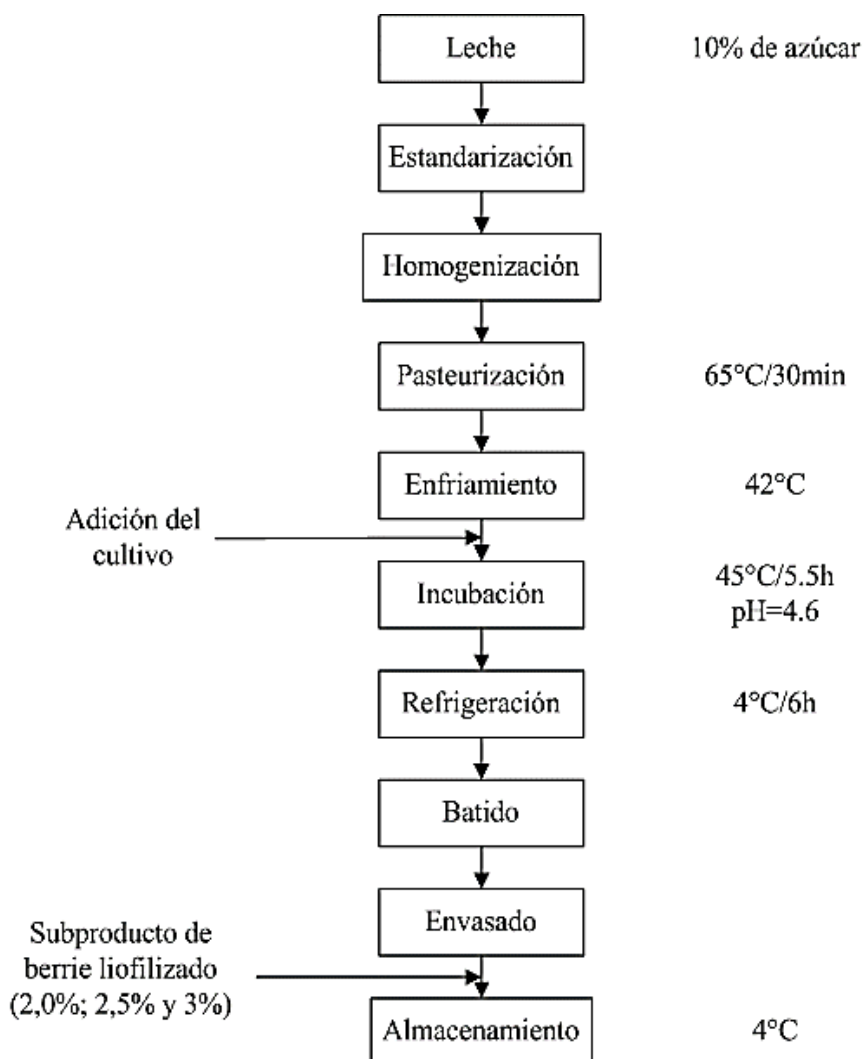 Leche
10% de azúcar
Estandarización
Homogenización
Pasteurización
65°C/30min
Enfriamiento
42°C
Adición del
cultivo
Incubación
45°C/5.5h
pH=4.6
Refrigeración
4°C/6h
Batido
Envasado
Subproducto de
berrie liofilizado
(2,0%; 2,5% y 3%)
Almacenamiento
4°C